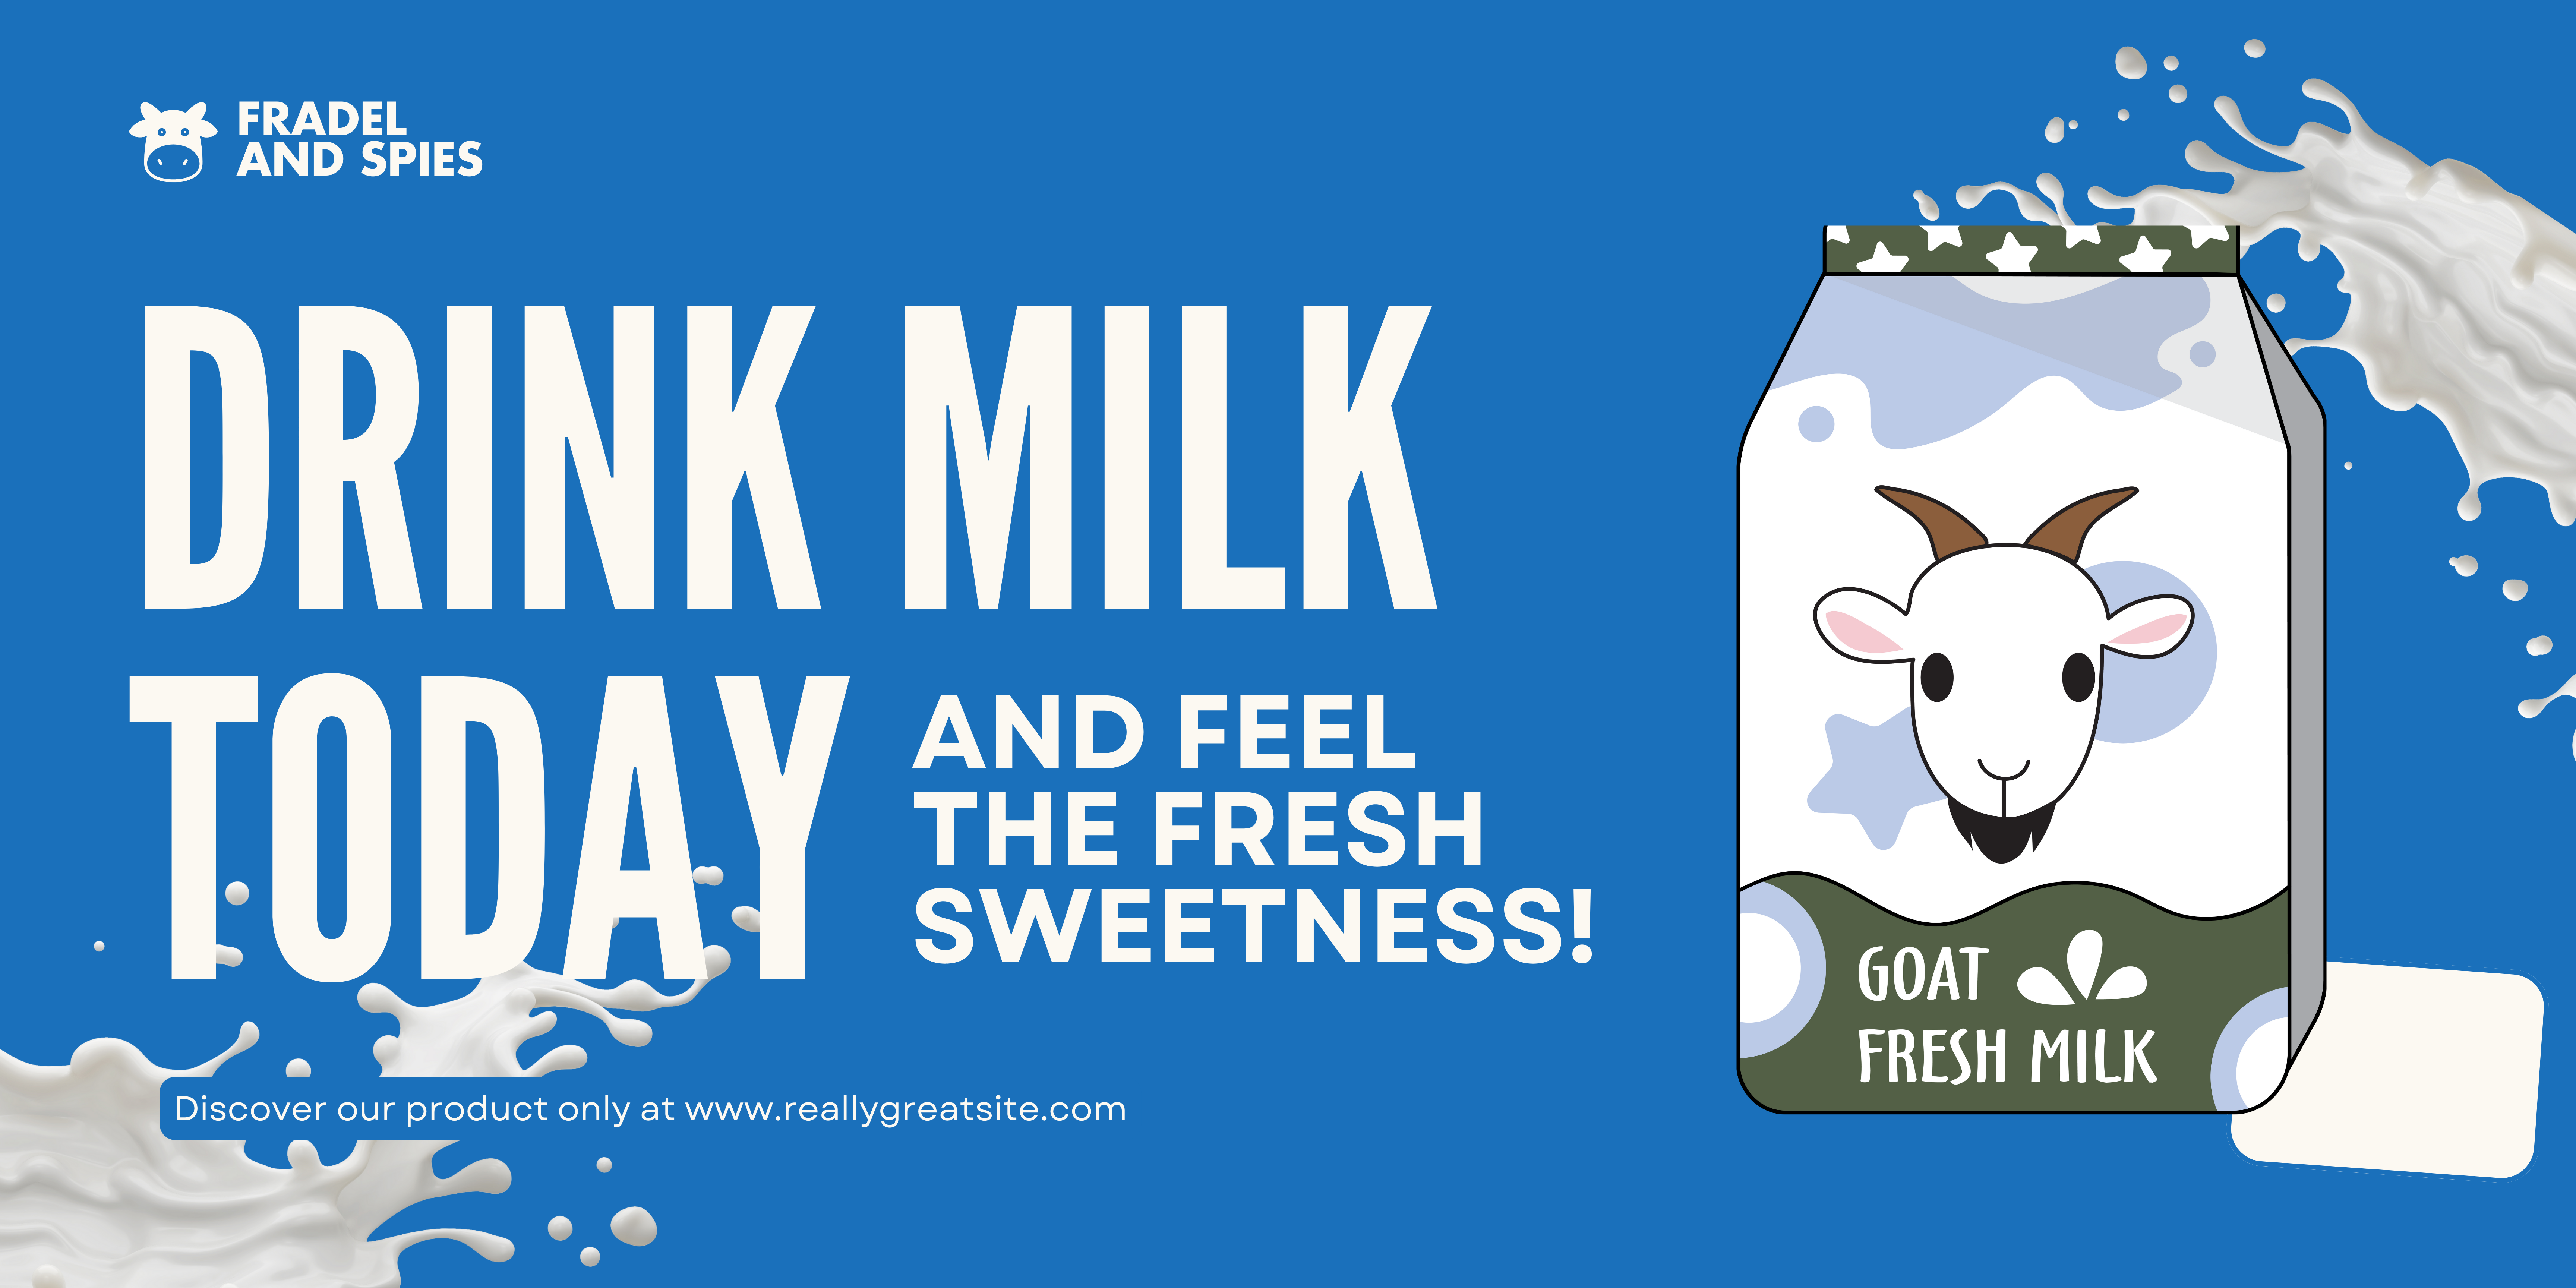 FRADEL
AND SPIES
DRINK MILK
TODAY
AND FEEL
THE FRESH
SWEETNESS!
Discover our product only at www.reallygreatsite.com
GOAT
FRESH MILK